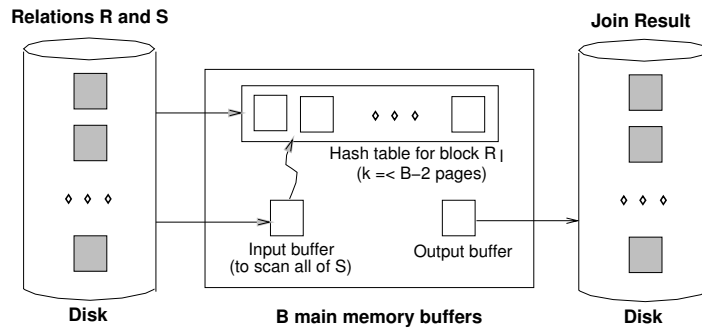 Relations R and S
Join Result
Hash table for block R l
(k =< B−2 pages)
Input buffer
(to scan all of S)
Output buffer
Disk
B main memory buffers
Disk